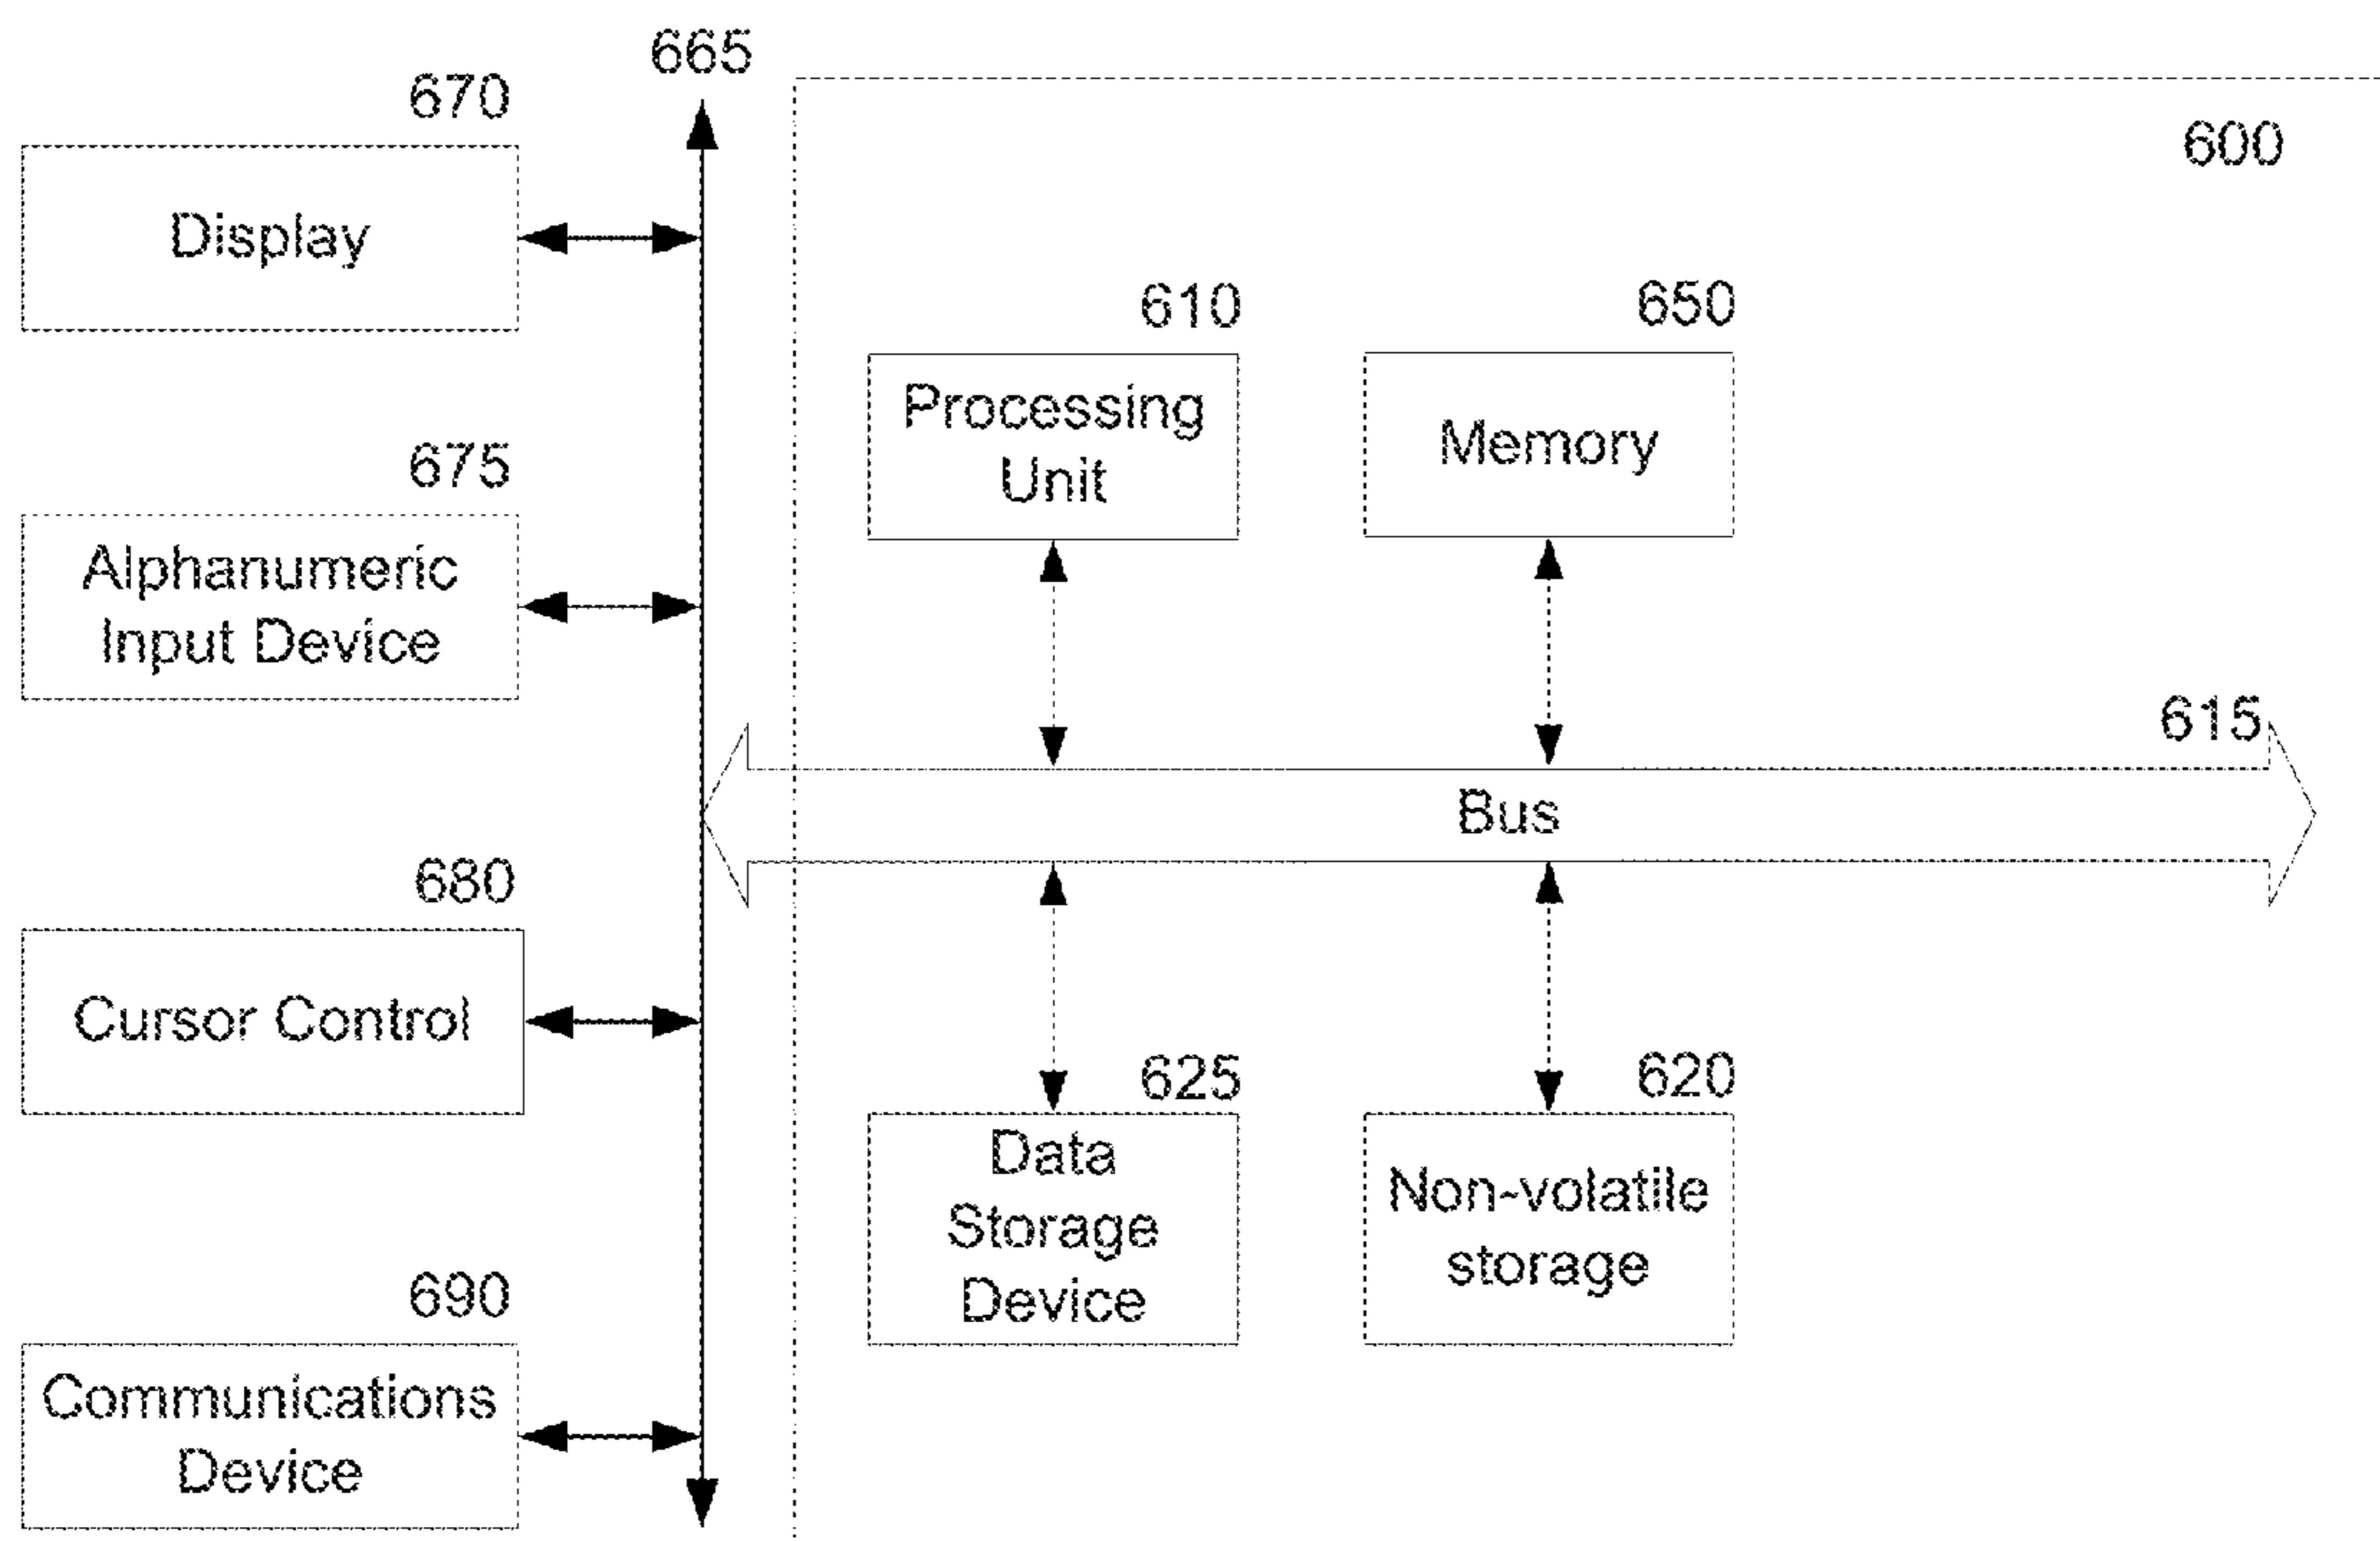 665
670
600
Display
610
650
Processing
Unit
Memory
675
Alphanumeric
Input Device
615
Bus
680
Cursor Control
625
620
Data
Storage
Device
Non-volatile
storage
690
Communications
Device